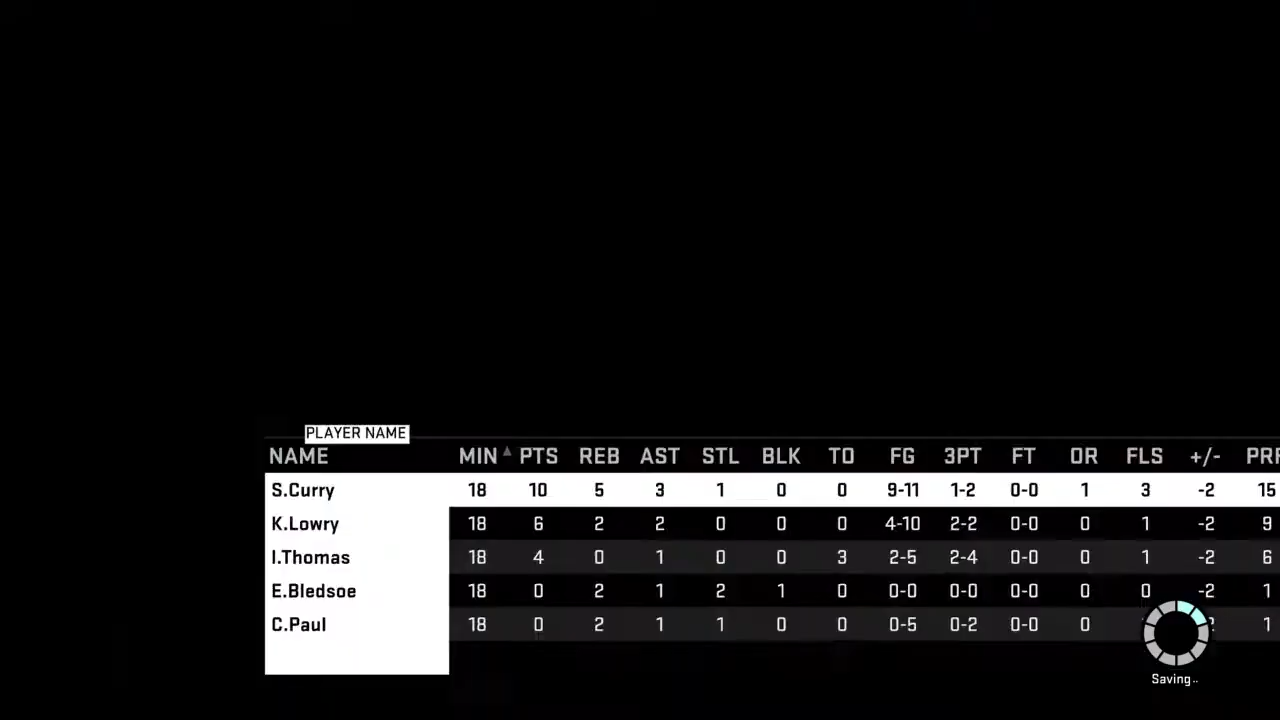 PLAYER NAME
NAME MIN PTS REB AST STL BLK TO FG 3PT FT OR FLS +/- PRF
S.Curry 18 10 5 3 1 0 0 9-11 1-2 0-0 1 3 -2 15
K.Lowry 18 6 2 2 0 0 0 4-10 2-2 0-0 0 1 -2 9
I.Thomas 18 4 0 1 0 0 3 2-5 2-4 0-0 0 1 -2 6
E.Bledsoe 18 0 2 1 2 1 0 0-0 0-0 0-0 0 0 -2 1
C.Paul 18 0 2 1 1 0 0 0-5 0-2 0-0 0 1
Saving..